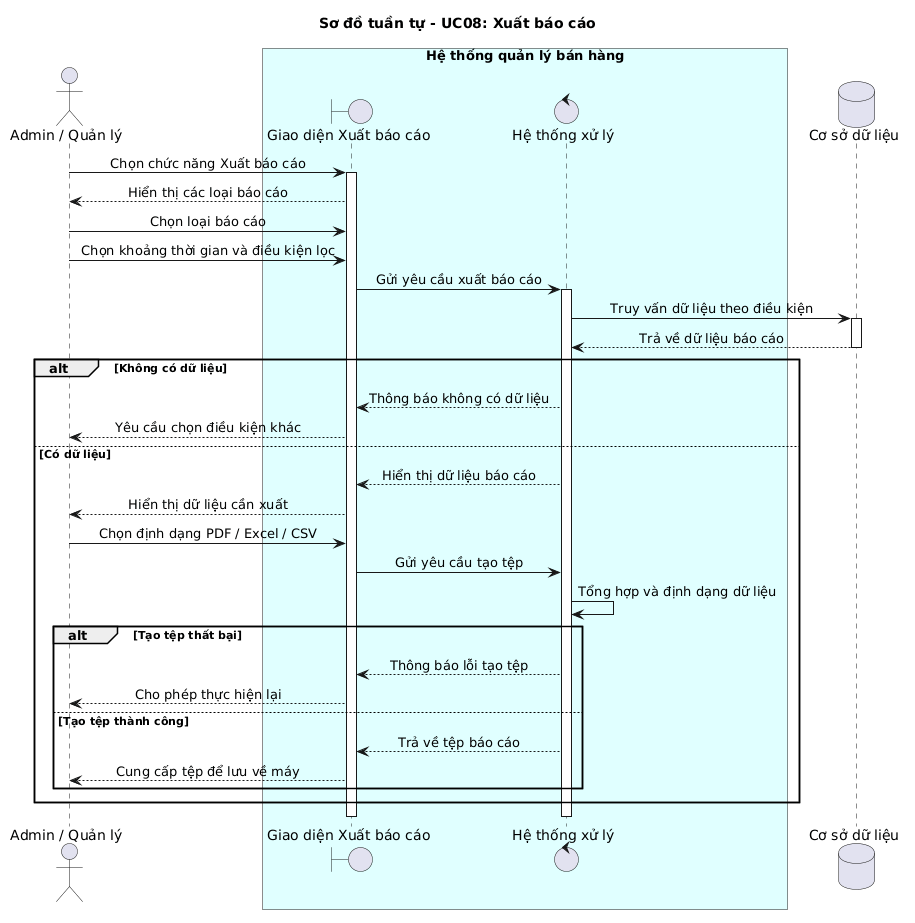 Sơ đồ tuần tự - UC08: Xuất báo cáo
Hệ thống quản lý bán hàng
Admin / Quản lý
Giao diện Xuất báo cáo
Hệ thống xử lý
Cơ sở dữ liệu
Chọn chức năng Xuất báo cáo
Hiển thị các loại báo cáo
Chọn loại báo cáo
Chọn khoảng thời gian và điều kiện lọc
Gửi yêu cầu xuất báo cáo
Truy vấn dữ liệu theo điều kiện
Trả về dữ liệu báo cáo
alt [Không có dữ liệu]
Thông báo không có dữ liệu
Yêu cầu chọn điều kiện khác
[Có dữ liệu]
Hiển thị dữ liệu báo cáo
Hiển thị dữ liệu cần xuất
Chọn định dạng PDF / Excel / CSV
Gửi yêu cầu tạo tệp
Tổng hợp và định dạng dữ liệu
alt [Tạo tệp thất bại]
Thông báo lỗi tạo tệp
Cho phép thực hiện lại
[Tạo tệp thành công]
Trả về tệp báo cáo
Cung cấp tệp để lưu về máy
Admin / Quản lý
Giao diện Xuất báo cáo
Hệ thống xử lý
Cơ sở dữ liệu